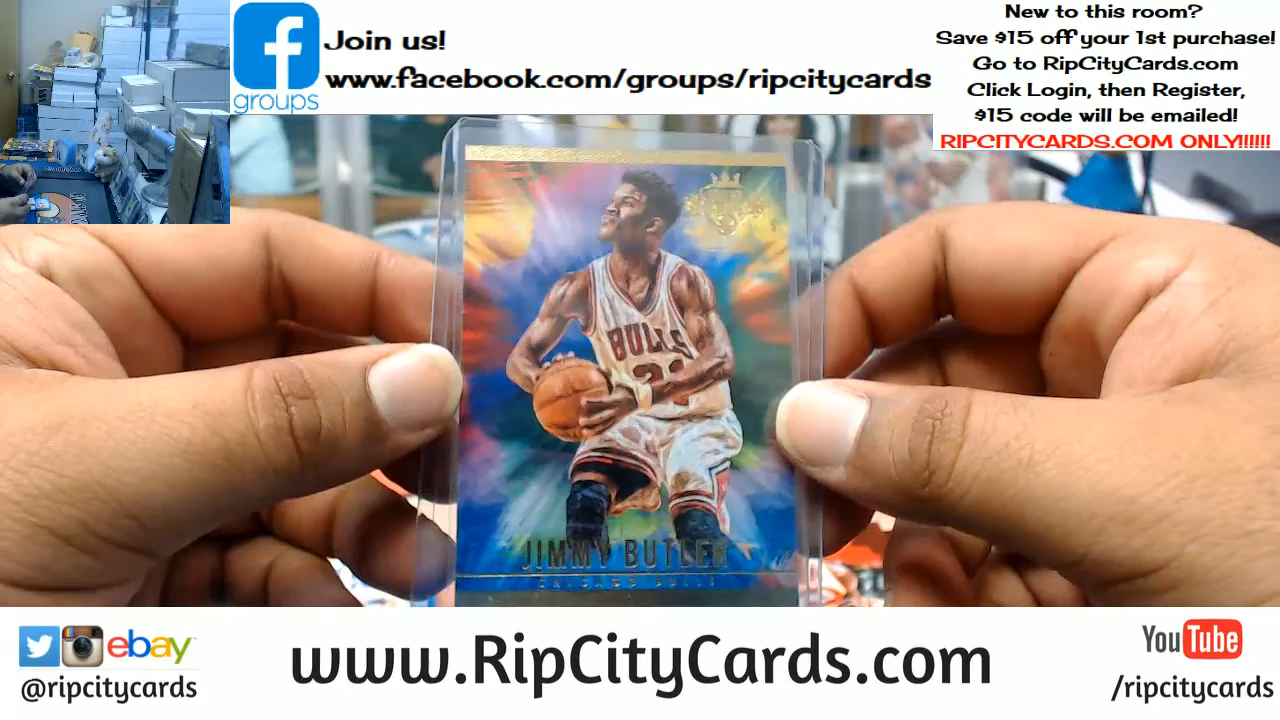 groups
Join us!
www.facebook.com/groups/ripcitycards
New to this room?
Save $15 off your 1st purchase!
Go to RipCityCards.com
Click Login, then Register,
$15 code will be emailed!
RIPCITYCARDS.COM ONLY!!!!!!
BULLS
21
JIMMY BUTLER
CHICAGO BULLS
ebay
@ripcitycards
www.RipCityCards.com
YouTube
/ripcitycards